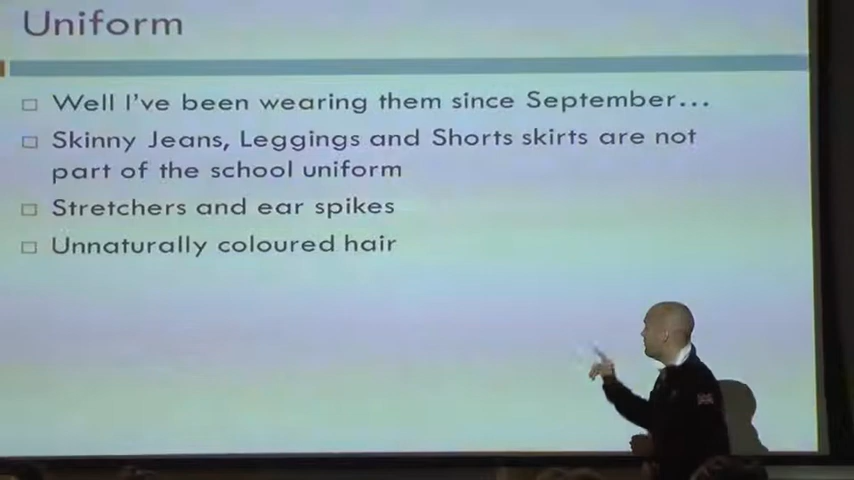 Uniform
Well I've been wearing them since September...
Skinny Jeans, Leggings and Shorts skirts are not
part of the school uniform
Stretchers and ear spikes
Unnaturally coloured hair